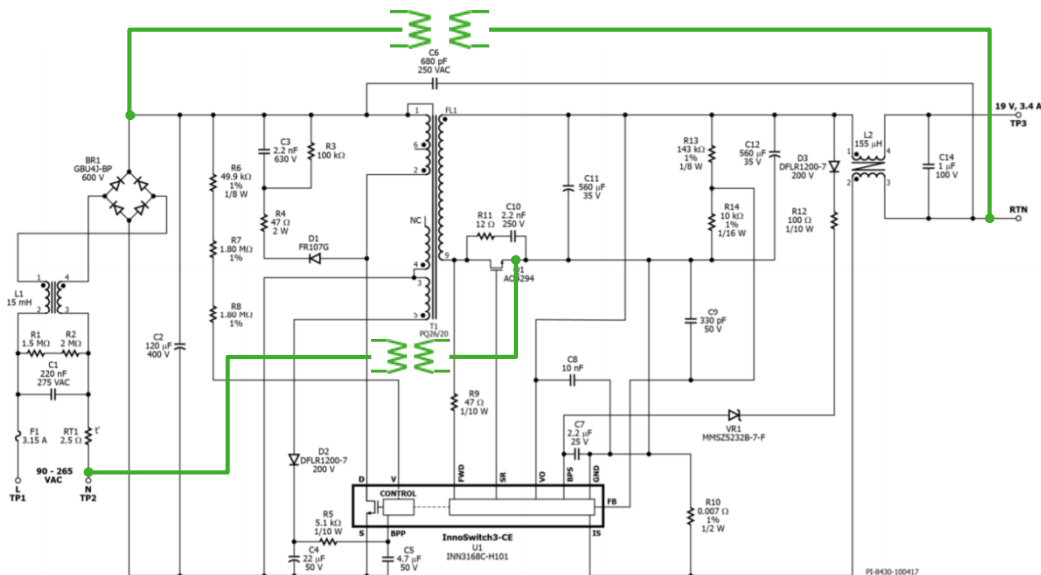 C6
680 pF
250 VAC
1
FL1
19 V, 3.4 A
TP3
BR1
GBU4J-BP
600 V
C3
2.2 nF
630 V
R3
100 kΩ
6
2
R13
143 kΩ
1%
1/8 W
C12
560 µF
35 V
D3
DFLR1200-7
200 V
L2
155 µH
1
4
2
3
C14
1 µF
100 V
R6
49.9 kΩ
1%
1/8 W
C11
560 µF
35 V
R4
47 Ω
2 W
NC
R11
12 Ω
C10
2.2 nF
250 V
R14
10 kΩ
1%
1/16 W
R12
100 Ω
1/10 W
RTN
D1
FR107G
R7
1.80 MΩ
1%
4
3
9
L1
15 mH
1
4
2
3
R8
1.80 MΩ
1%
5
T1
PQ26/20
C9
330 pF
50 V
R1
1.5 MΩ
R2
2 MΩ
C2
120 µF
400 V
C1
220 nF
275 VAC
C8
10 nF
R9
47 Ω
1/10 W
VR1
MMSZ5232B-7-F
F1
3.15 A
RT1
2.5 Ω
t°
C7
2.2 µF
25 V
D2
DFLR1200-7
200 V
L
TP1
90 - 265
VAC
N
TP2
D
V
FWD
SR
VO
BPS
GND
CONTROL
FB
R10
0.007 Ω
1%
1/2 W
R5
5.1 kΩ
1/10 W
S
BPP
IS
InnoSwitch3-CE
U1
INN3168C-H101
C4
22 µF
50 V
C5
4.7 µF
50 V
PI-8430-100417